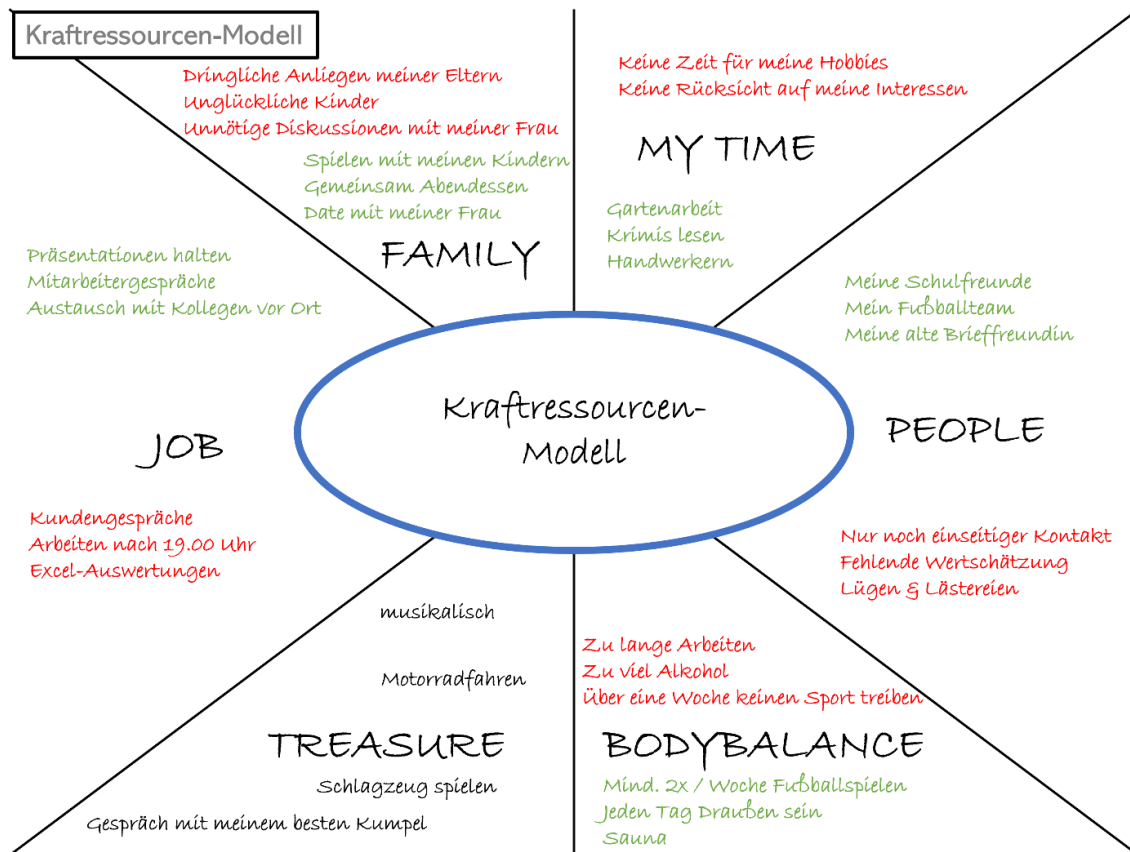 Kraftressourcen-Modell
Dringliche Anliegen meiner Eltern
Unglückliche Kinder
Unnötige Diskussionen mit meiner Frau
Spielen mit meinen Kindern
Gemeinsam Abendessen
Date mit meiner Frau
FAMILY
Keine Zeit für meine Hobbies
Keine Rücksicht auf meine Interessen
MY TIME
Gartenarbeit
Krimis lesen
Handwerkern
Präsentationen halten
Mitarbeitergespräche
Austausch mit Kollegen vor Ort
JOB
Kundengespräche
Arbeiten nach 19.00 Uhr
Excel-Auswertungen
Kraftressourcen-
Modell
Meine Schulfreunde
Mein Fußballteam
Meine alte Brieffreundin
PEOPLE
Nur noch einseitiger Kontakt
Fehlende Wertschätzung
Lügen & Lästereien
musikalisch
Motorradfahren
TREASURE
Schlagzeug spielen
Gespräch mit meinem besten Kumpel
Zu lange Arbeiten
Zu viel Alkohol
Über eine Woche keinen Sport treiben
BODYBALANCE
Mind. 2x / Woche Fußballspielen
Jeden Tag Draußen sein
Sauna